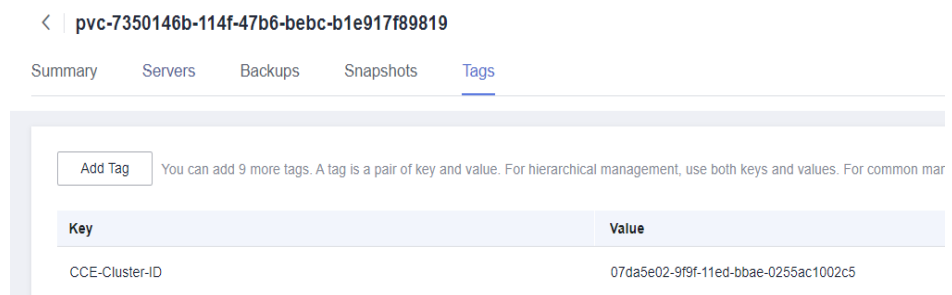 pvc-7350146b-114f-47b6-bebc-b1e917f89819
Summary Servers Backups Snapshots Tags
Add Tag You can add 9 more tags. A tag is a pair of key and value. For hierarchical management, use both keys and values. For common mar
Key Value
CCE-Cluster-ID 07da5e02-9f9f-11ed-bbae-0255ac1002c5